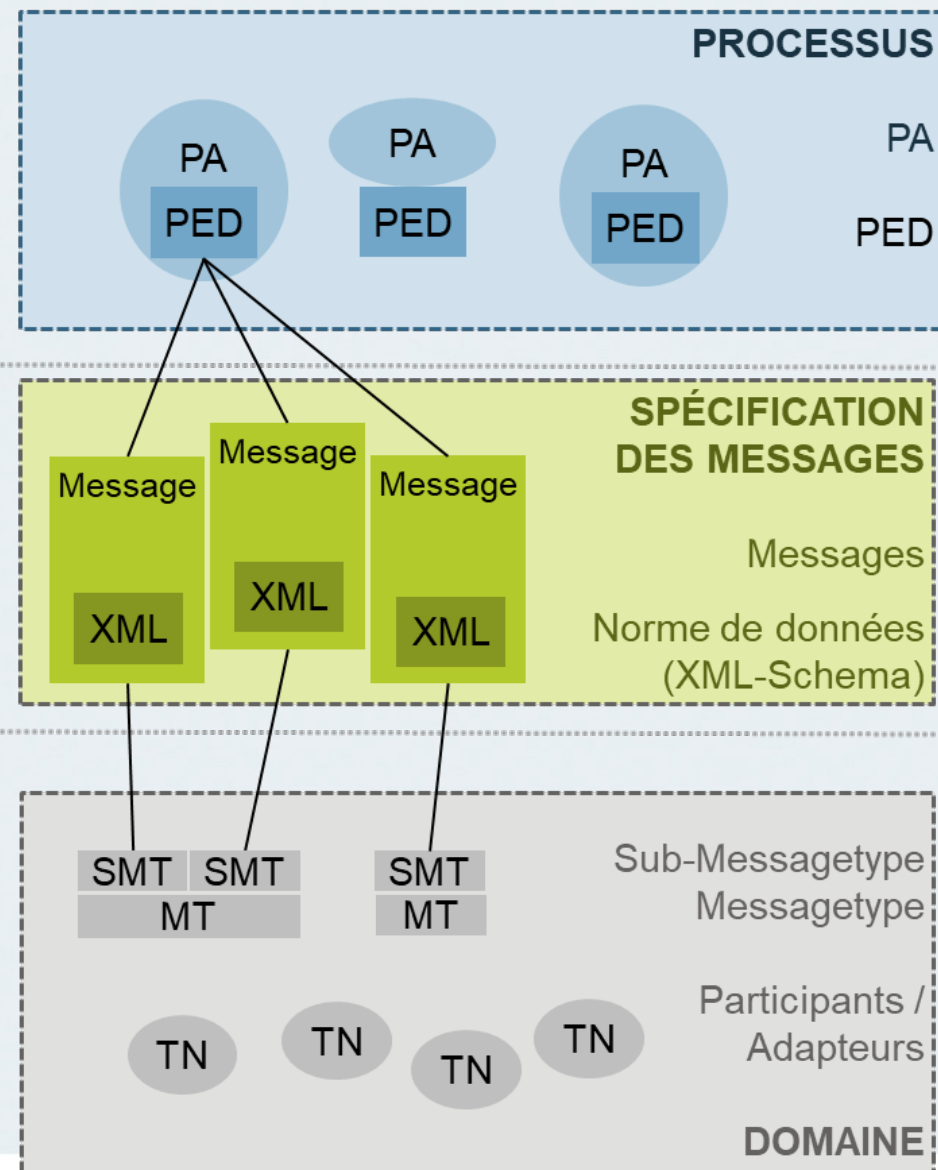 PROCESSUS
PA
PA
PA
PA
PED
PED
PED
PED
SPÉCIFICATION
DES MESSAGES
Message
Message
Message
Messages
XML
XML
XML
Norme de données
(XML-Schema)
SMT
SMT
SMT
Sub-Messagetype
MT
MT
Messagetype
Participants /
Adapteurs
TN
TN
TN
TN
DOMAINE